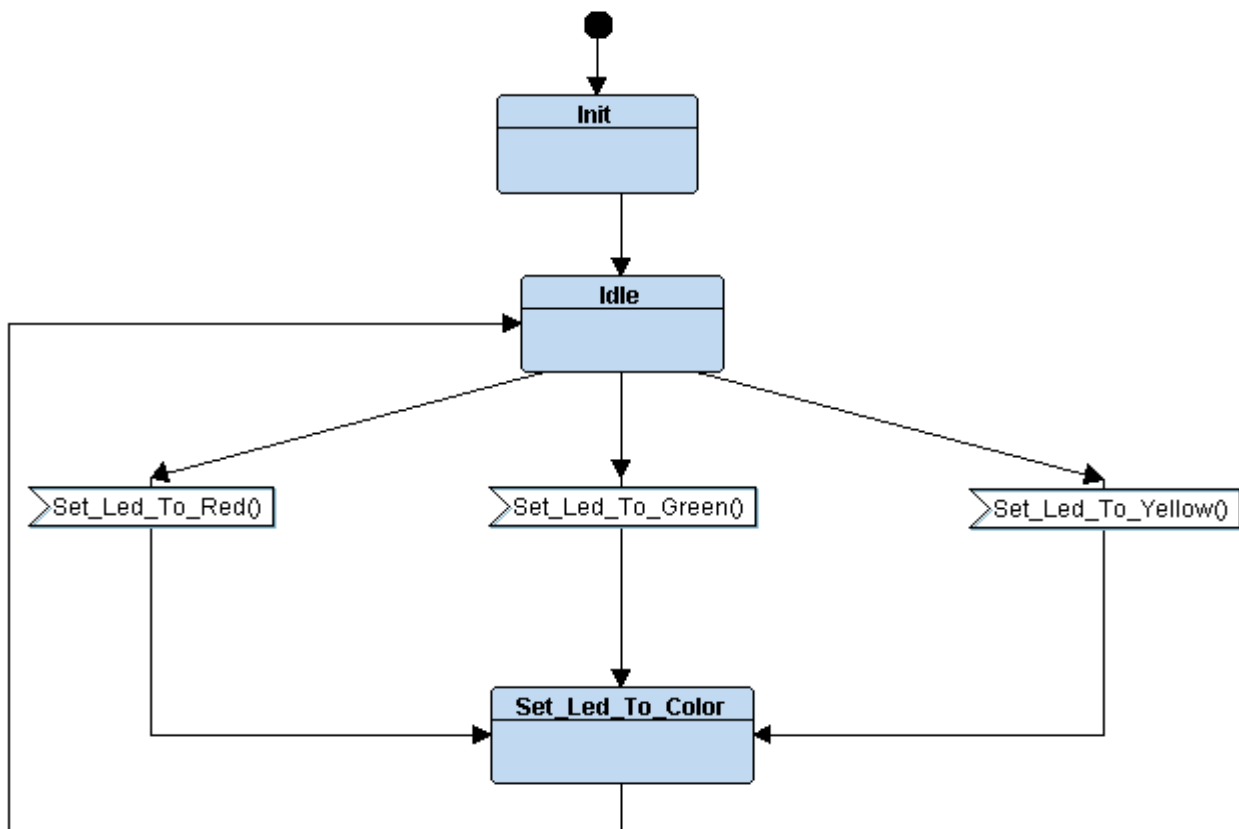 Init
Idle
Set_Led_To_Red()
Set_Led_To_Green()
Set_Led_To_Yellow()
Set_Led_To_Color